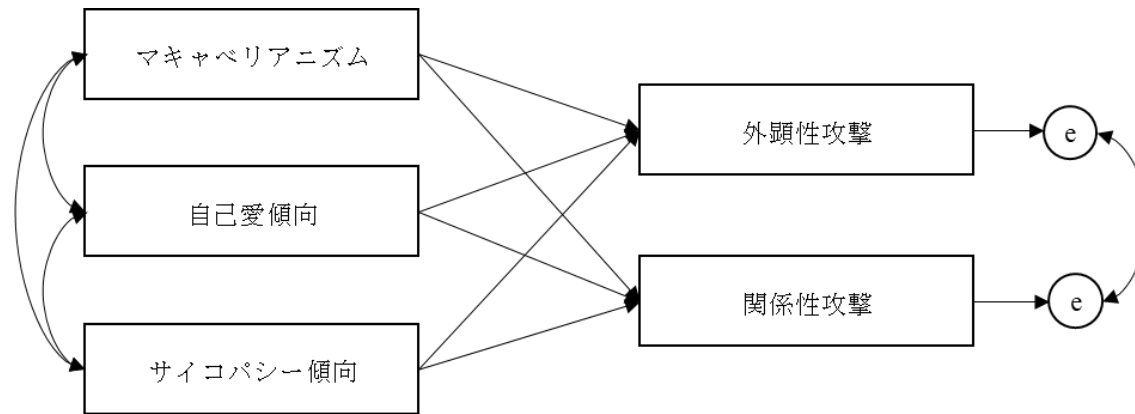 マキャベリアニズム
外顕性攻撃
e
自己愛傾向
関係性攻撃
e
サイコパシー傾向